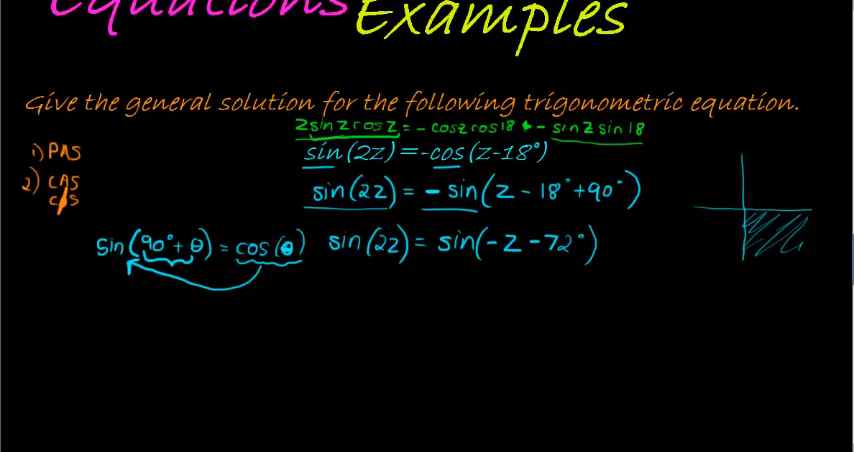 Equations Examples
Give the general solution for the following trigonometric equation.
2sinzcosz = -coszcos18 + - sinzsin18
1) PAS
sin(2z)=-cos(z-18°)
2) CAS
sin(2z) = -sin(z - 18° +90°)
sin(90°+θ) = cos(θ)
sin(2z) = sin(-z -72°)